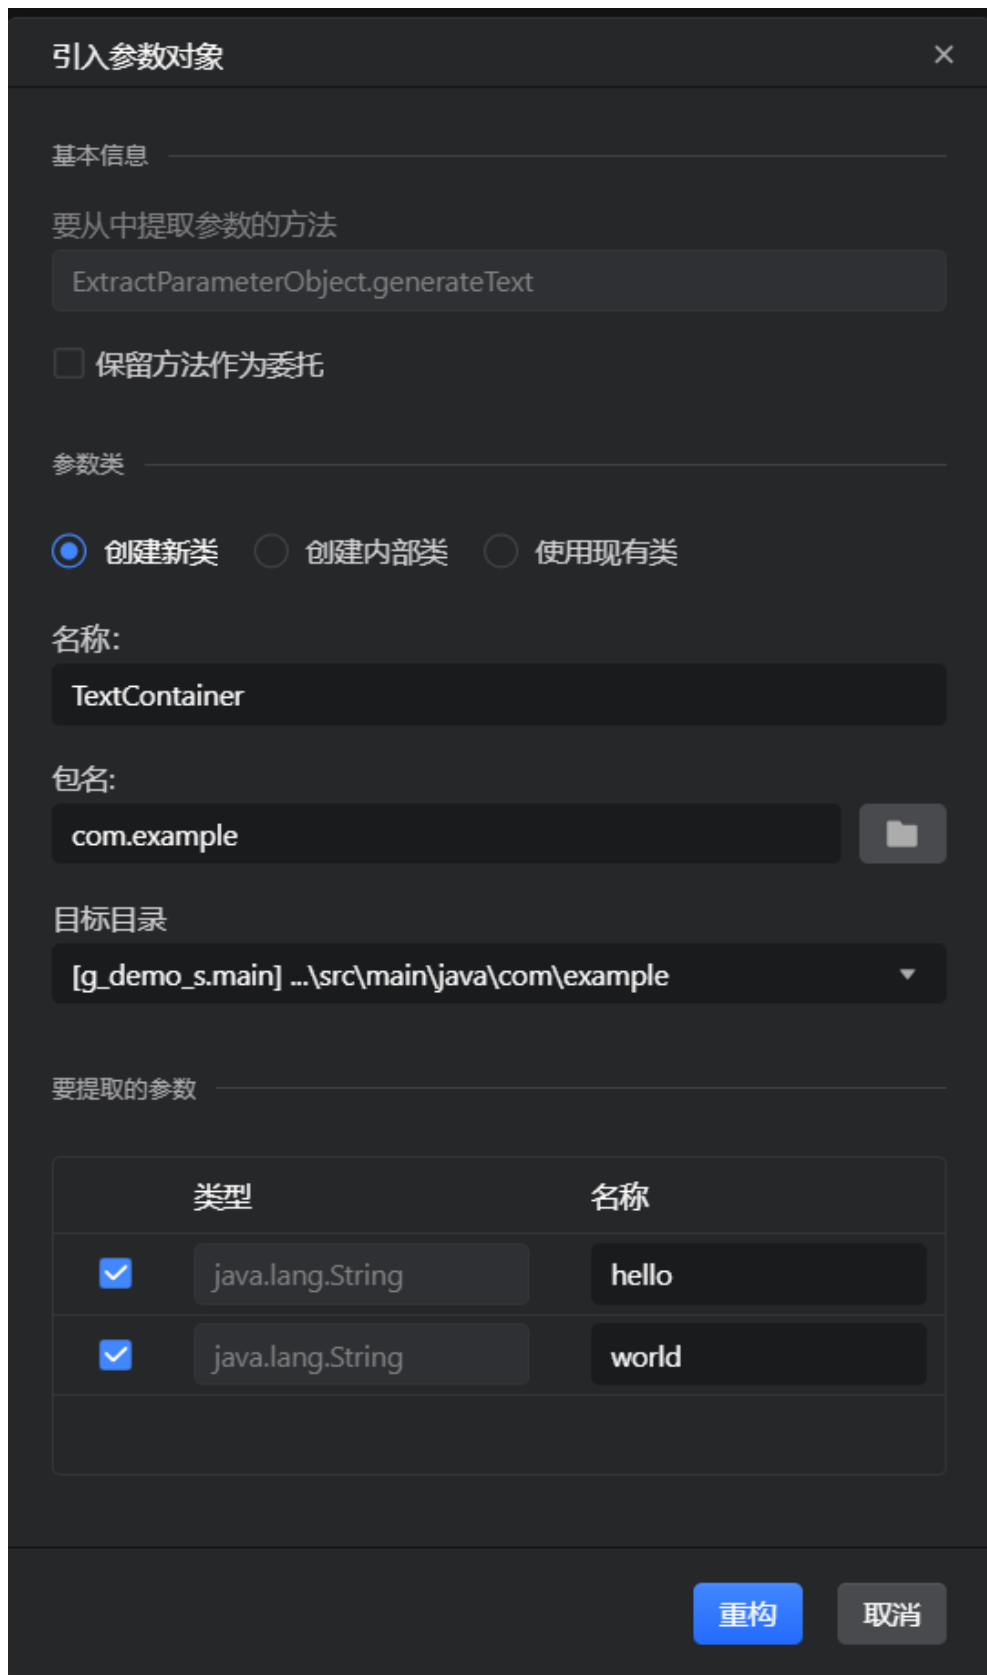 引入参数对象
基本信息
要从中提取参数的方法
ExtractParameterObject.generateText
保留方法作为委托
参数类
创建新类 创建内部类 使用现有类
名称:
TextContainer
包名:
com.example
目标目录
[g_demo_s.main] ...\src\main\java\com\example
要提取的参数
类型 名称
java.lang.String hello
java.lang.String world
重构 取消